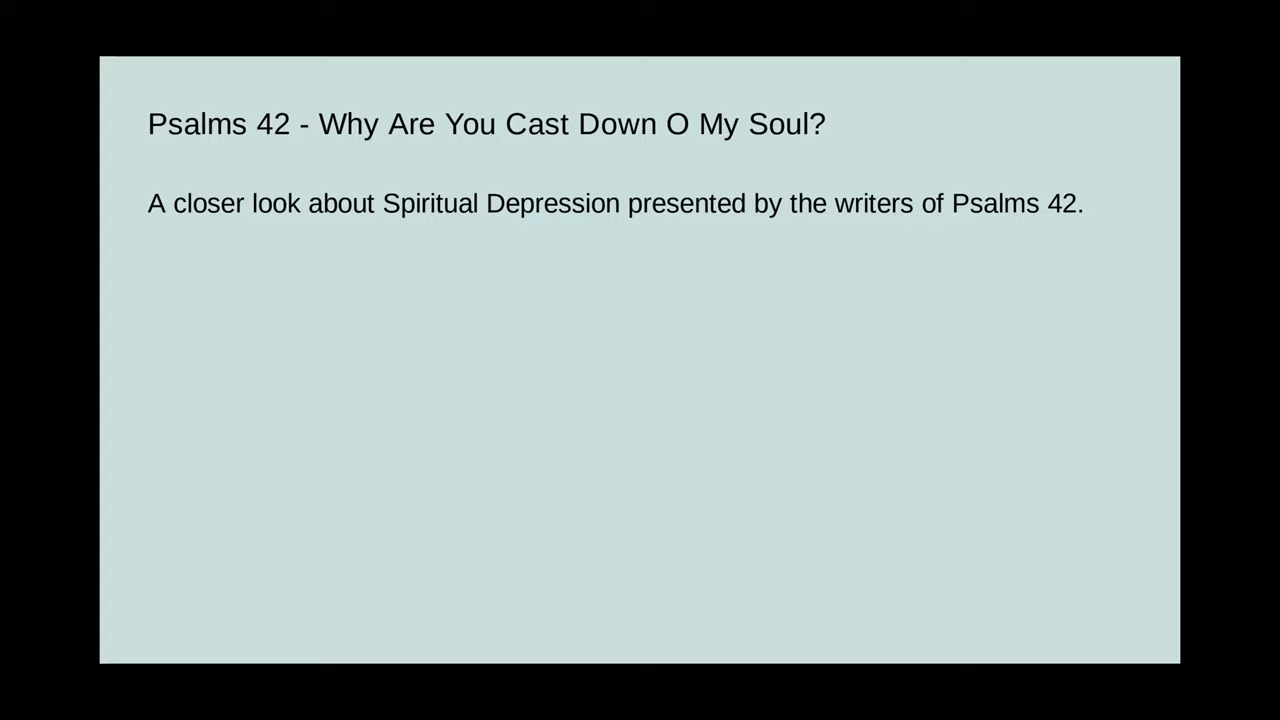 Psalms 42 - Why Are You Cast Down O My Soul?
A closer look about Spiritual Depression presented by the writers of Psalms 42.